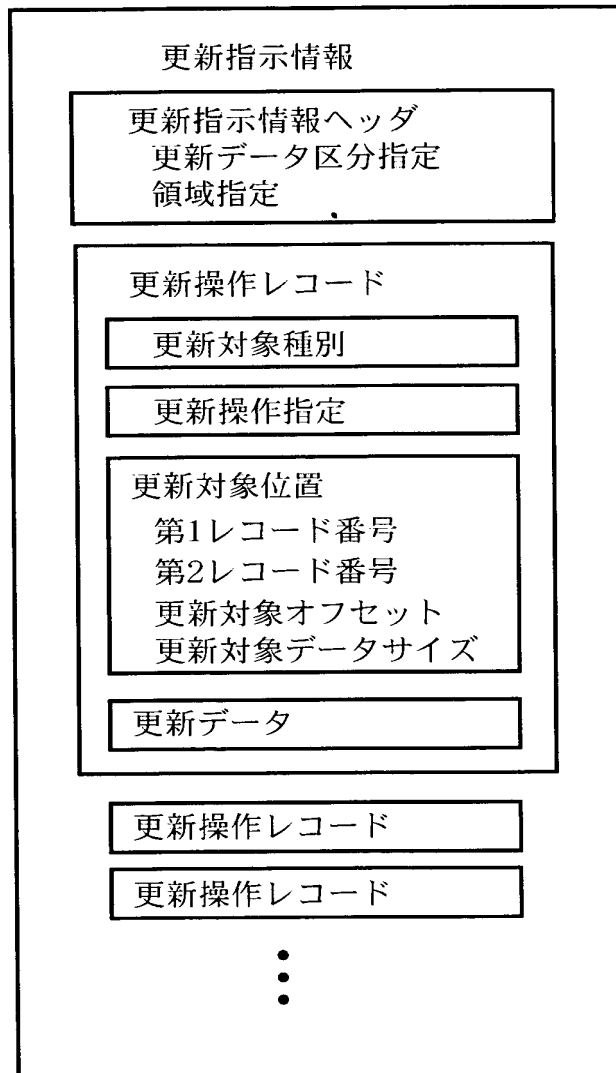 更新指示情報
更新指示情報ヘッダ
更新データ区分指定
領域指定
更新操作レコード
更新対象種別
更新操作指定
更新対象位置
第1レコード番号
第2レコード番号
更新対象オフセット
更新対象データサイズ
更新データ
更新操作レコード
更新操作レコード